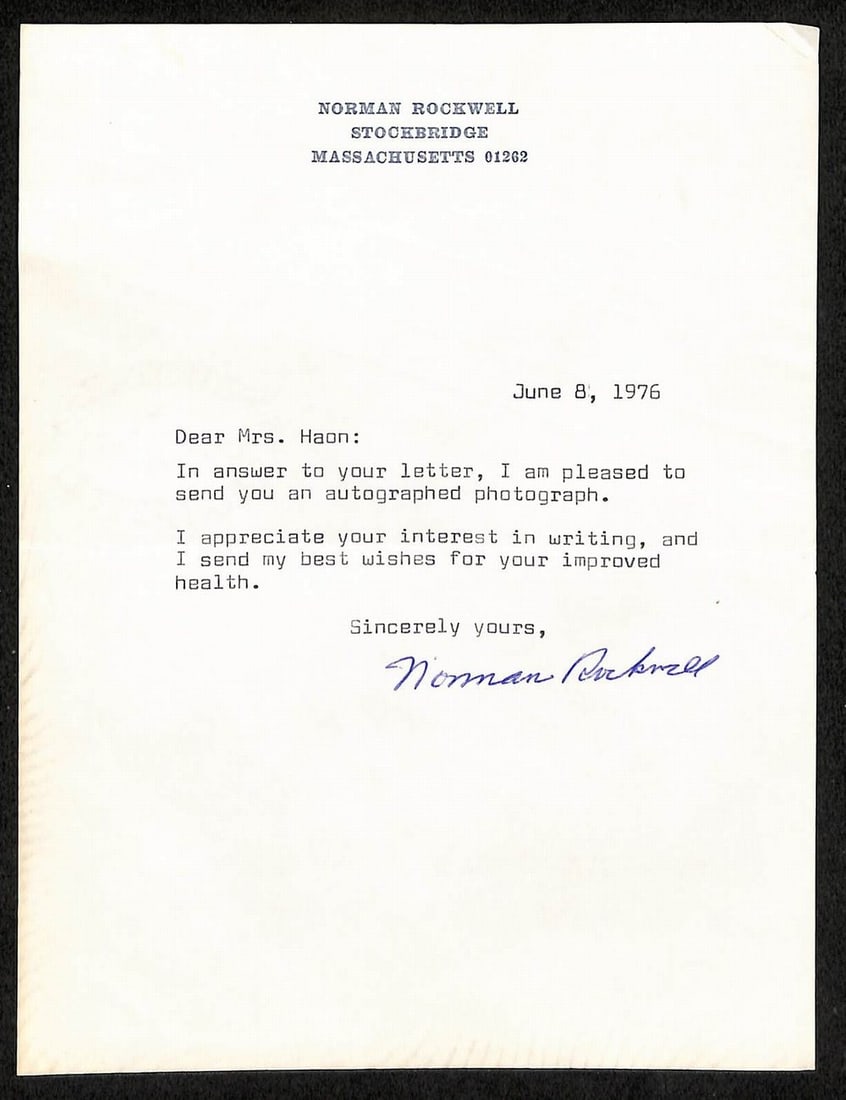 NORMAN ROCKWELL
STOCKBRIDGE
MASSACHUSETTS 01262
June 8, 1976
Dear Mrs. Haon:
In answer to your letter, I am pleased to
send you an autographed photograph.
I appreciate your interest in writing, and
I send my best wishes for your improved
health.
Sincerely yours,
Norman Rockwell